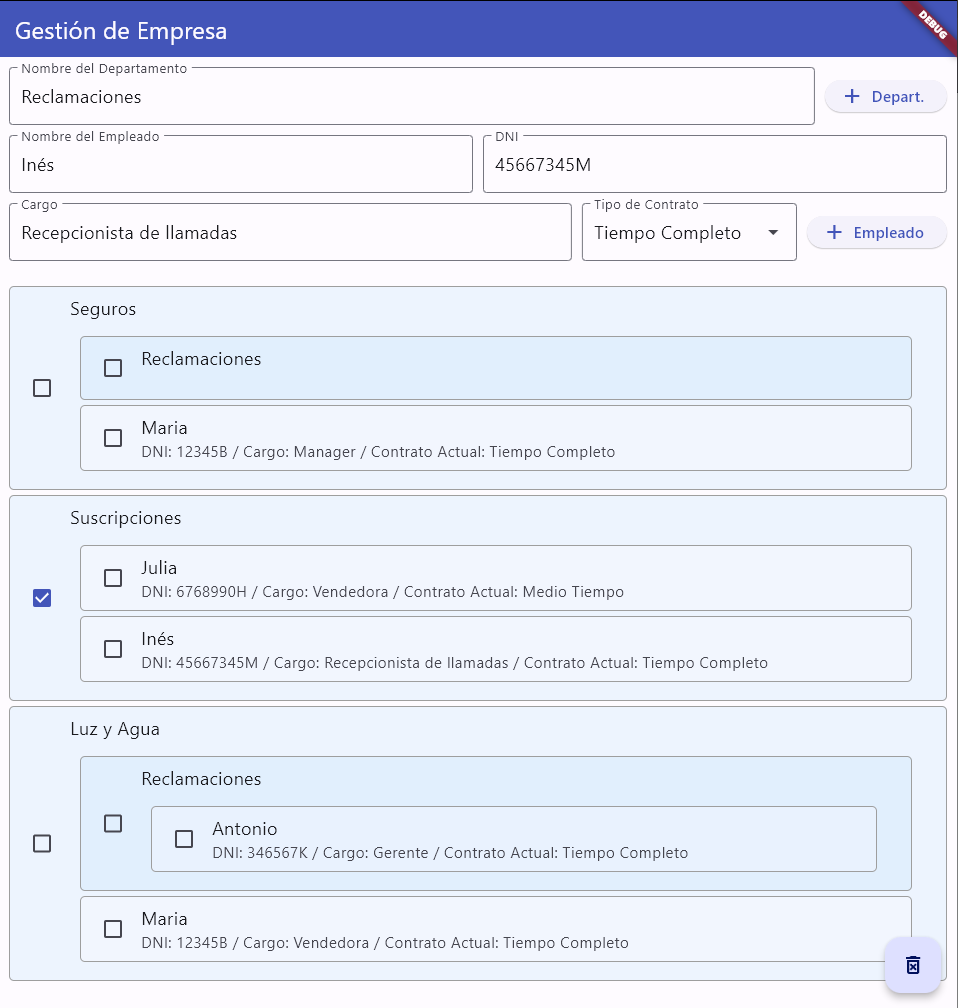 Gestión de Empresa
DEBUG
Nombre del Departamento
Reclamaciones
+ Depart.
Nombre del Empleado
Inés
DNI
45667345M
Cargo
Recepcionista de llamadas
Tipo de Contrato
Tiempo Completo
+ Empleado
Seguros
Reclamaciones
Maria
DNI: 12345B / Cargo: Manager / Contrato Actual: Tiempo Completo
Suscripciones
Julia
DNI: 6768990H / Cargo: Vendedora / Contrato Actual: Medio Tiempo
Inés
DNI: 45667345M / Cargo: Recepcionista de llamadas / Contrato Actual: Tiempo Completo
Luz y Agua
Reclamaciones
Antonio
DNI: 346567K / Cargo: Gerente / Contrato Actual: Tiempo Completo
Maria
DNI: 12345B / Cargo: Vendedora / Contrato Actual: Tiempo Completo